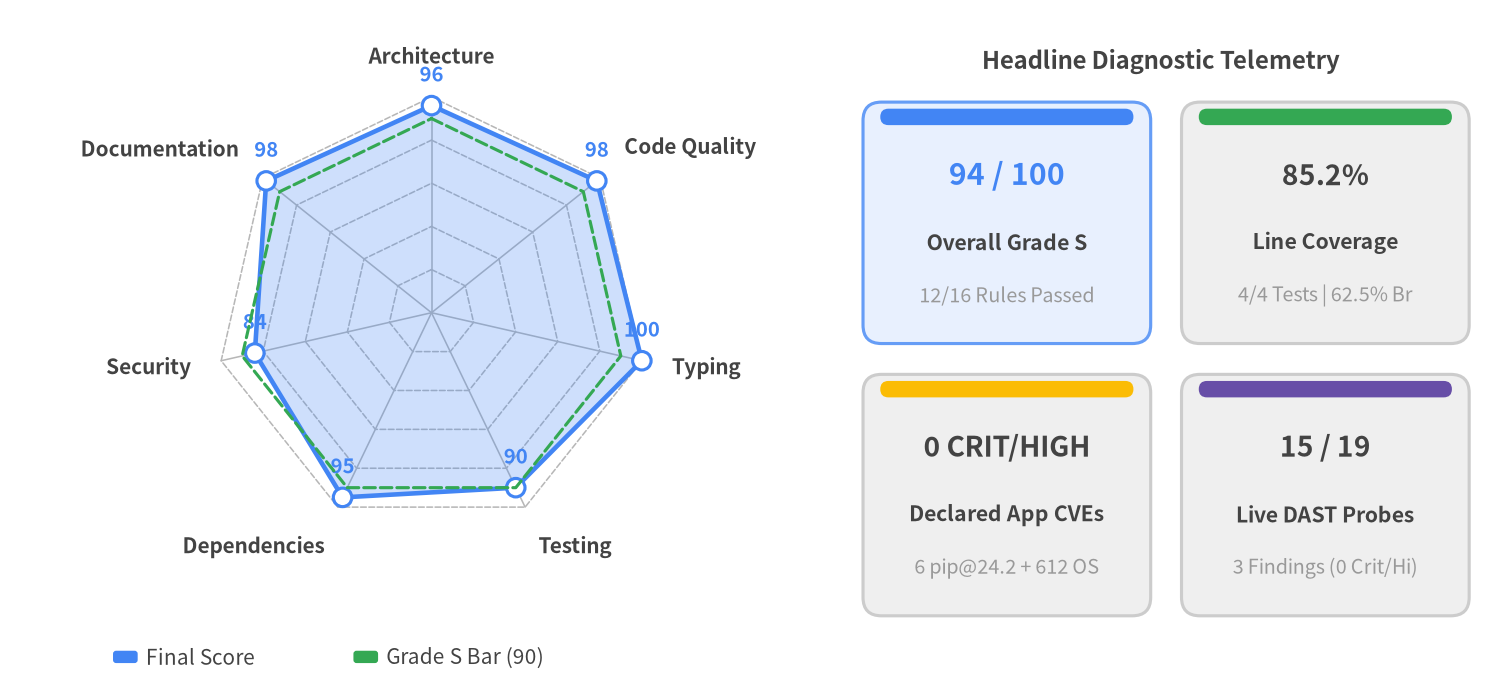 Architecture
96
Documentation
98
98
Code Quality
84
100
Security
Typing
95
90
Dependencies
Testing
Final Score
Grade S Bar (90)
Headline Diagnostic Telemetry
94 / 100
Overall Grade S
12/16 Rules Passed
85.2%
Line Coverage
4/4 Tests | 62.5% Br
0 CRIT/HIGH
Declared App CVEs
6 pip@24.2 + 612 OS
15 / 19
Live DAST Probes
3 Findings (0 Crit/Hi)